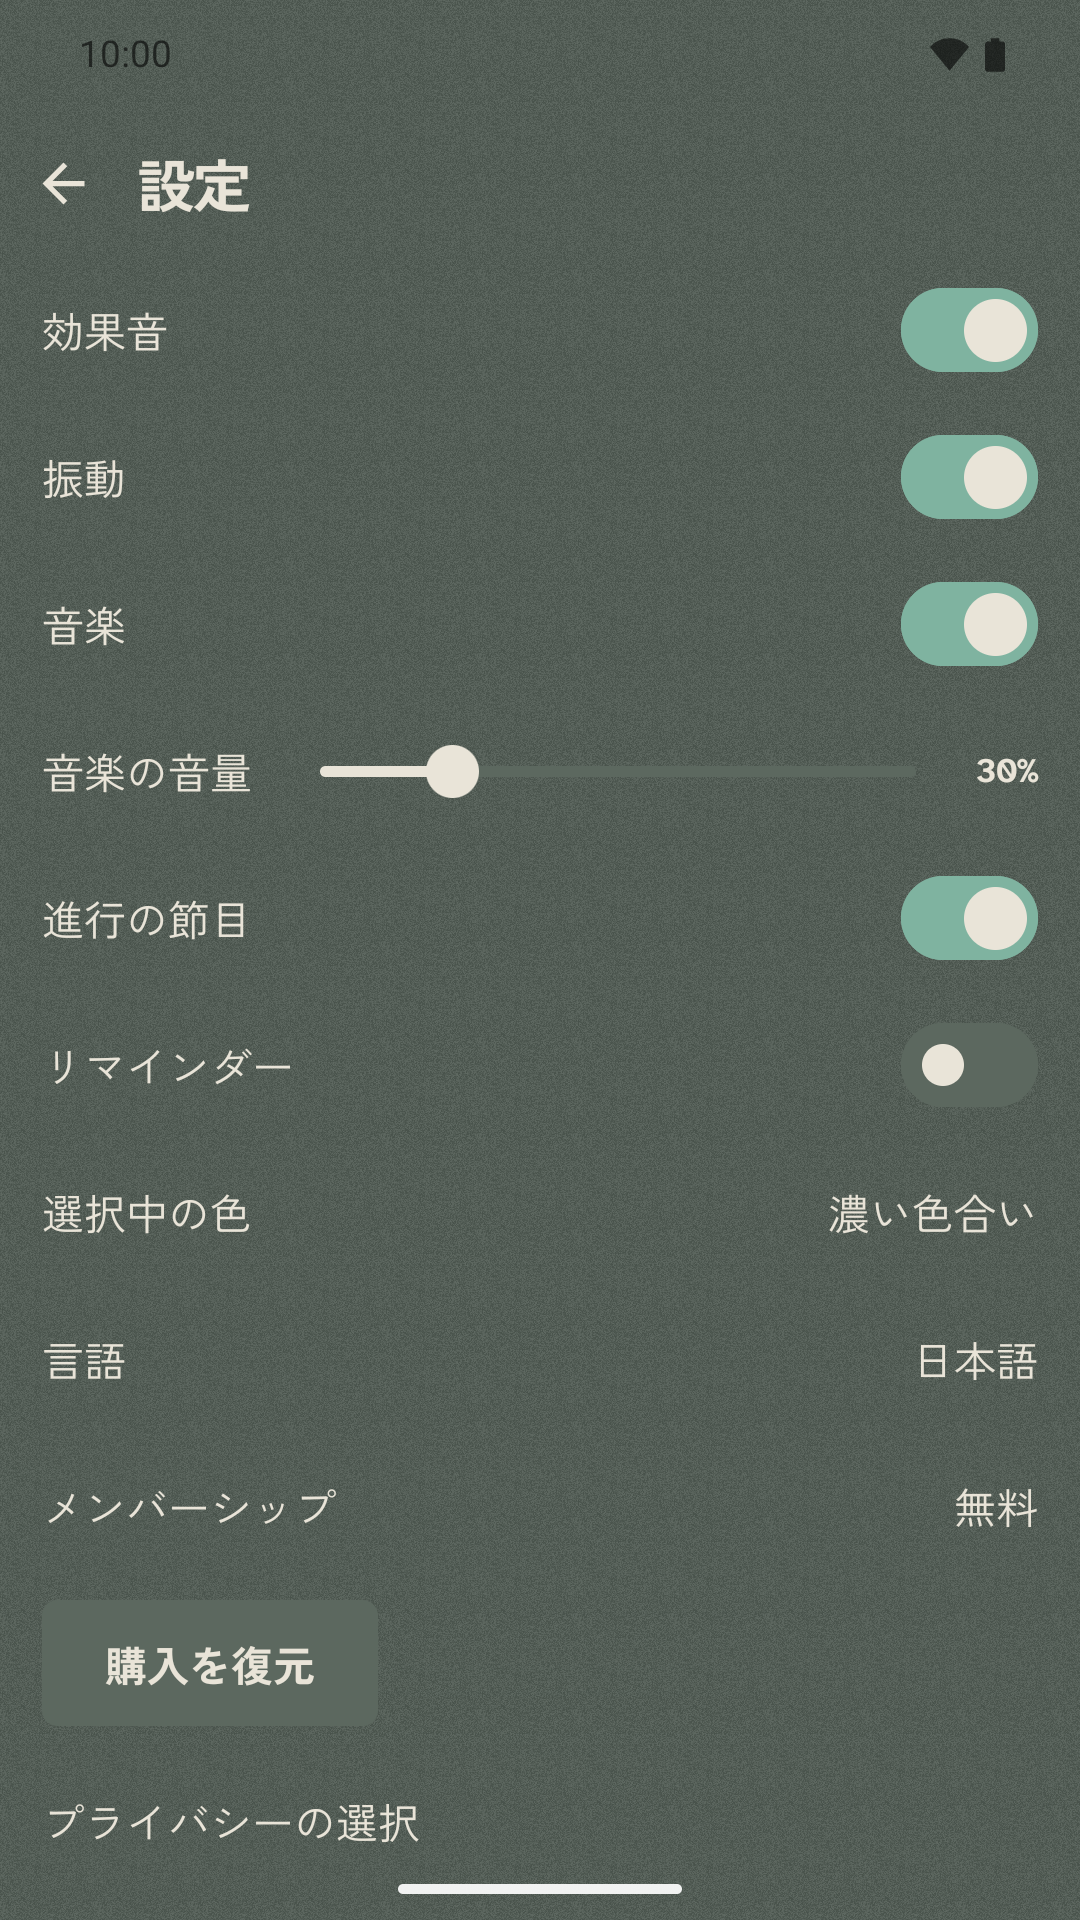 10:00
設定
効果音
振動
音楽
音楽の音量 30%
進行の節目
リマインダー
選択中の色 濃い色合い
言語 日本語
メンバーシップ 無料
購入を復元
プライバシーの選択